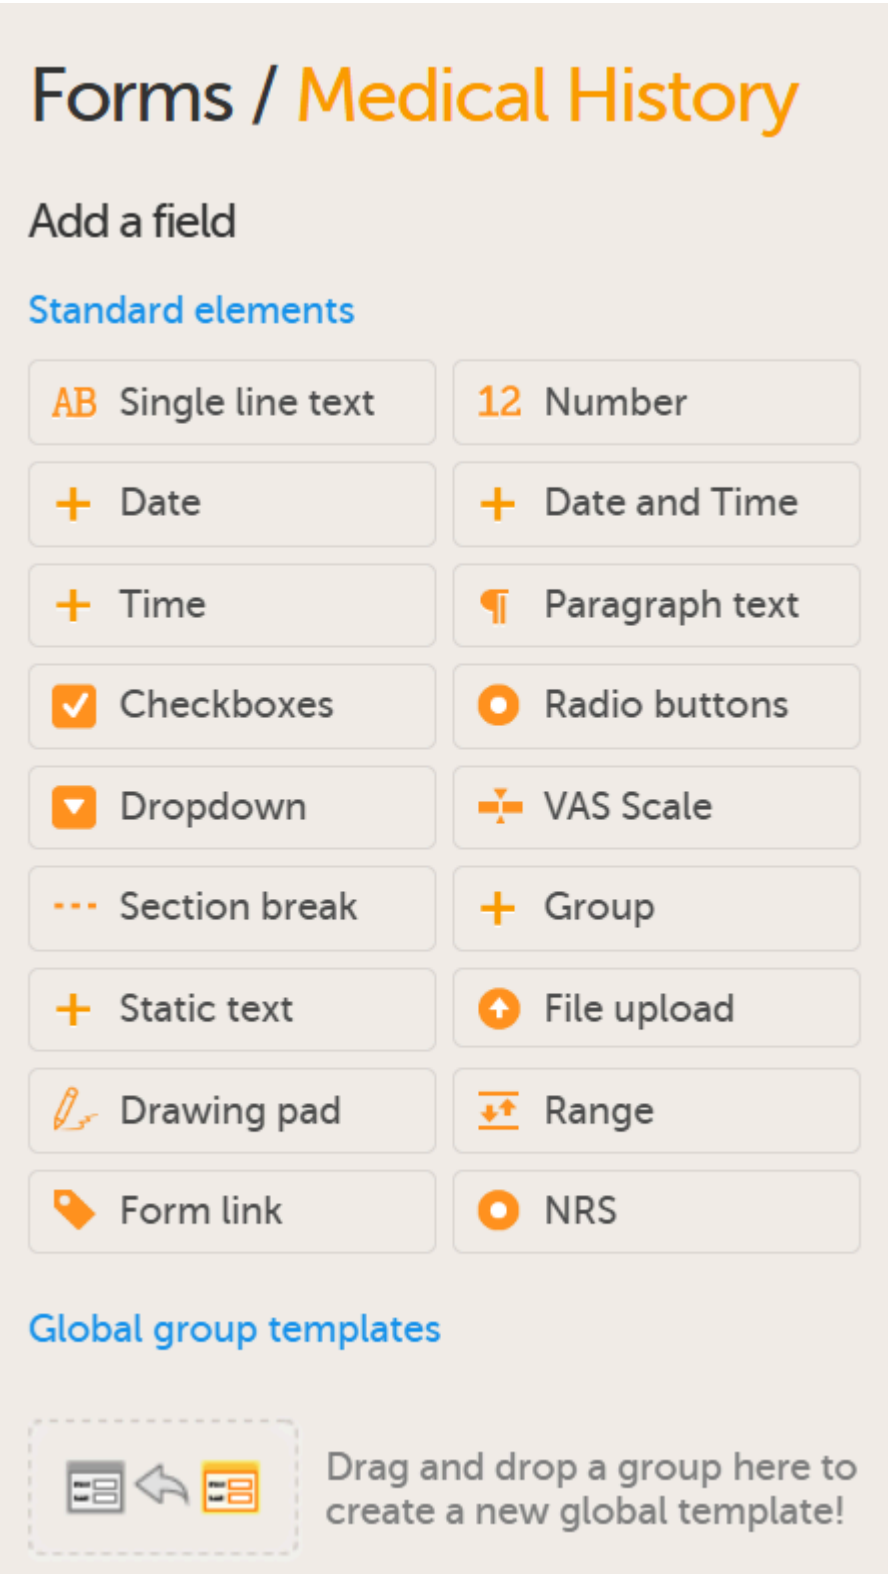 Forms / Medical History
Add a field
Standard elements
AB Single line text
12 Number
Date
Date and Time
Time
¶ Paragraph text
Checkboxes
Radio buttons
Dropdown
VAS Scale
Section break
Group
Static text
File upload
Drawing pad
Range
Form link
NRS
Global group templates
Drag and drop a group here to
create a new global template!